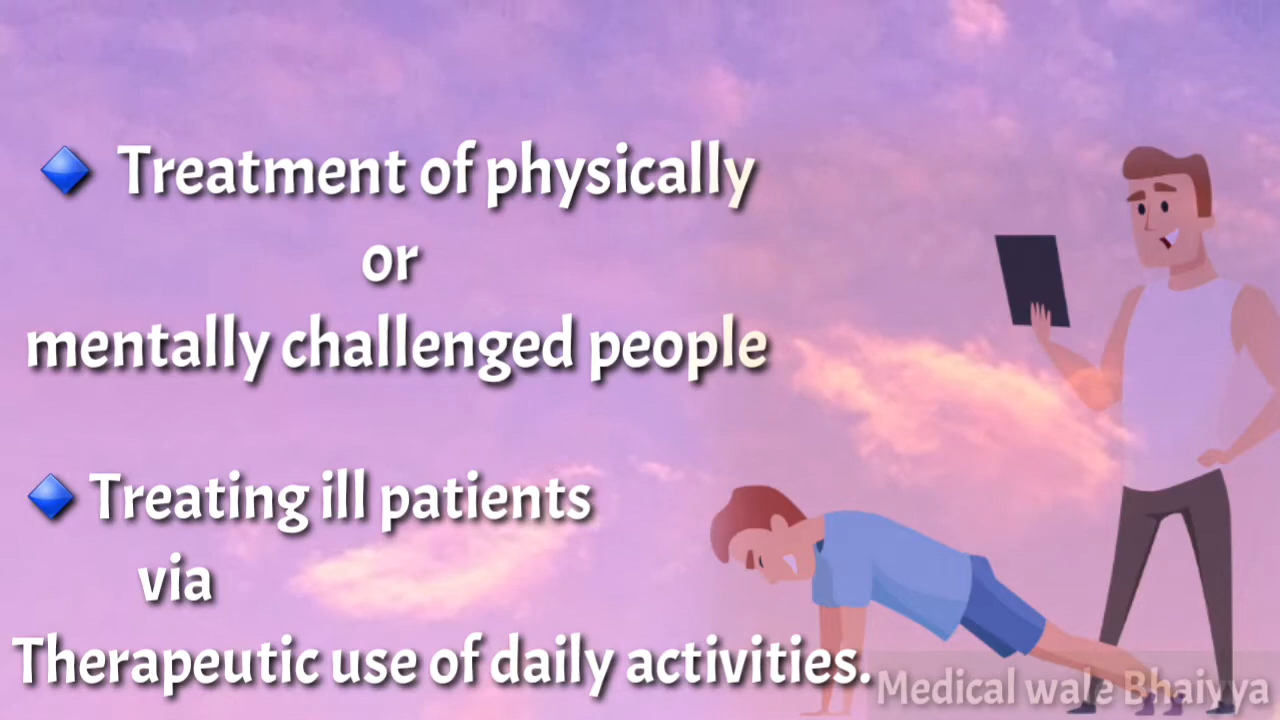 Treatment of physically
or
mentally challenged people
Treating ill patients
via
Therapeutic use of daily activities.
Medical wale Bhaiyya